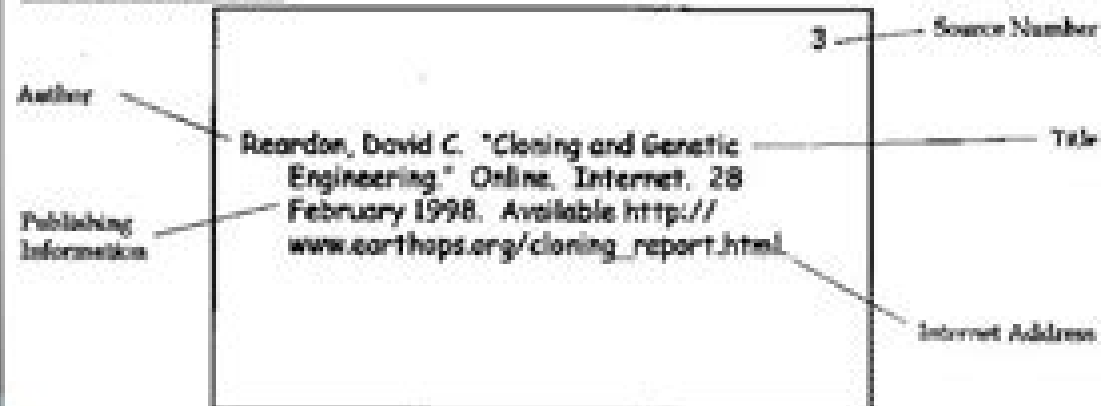 3
Source Number
Author
Reardon, David C. "Cloning and Genetic
Title
Engineering." Online. Internet. 28
February 1998. Available http://
Publishing
Information
www.earthops.org/cloning_report.html.
Internet Address